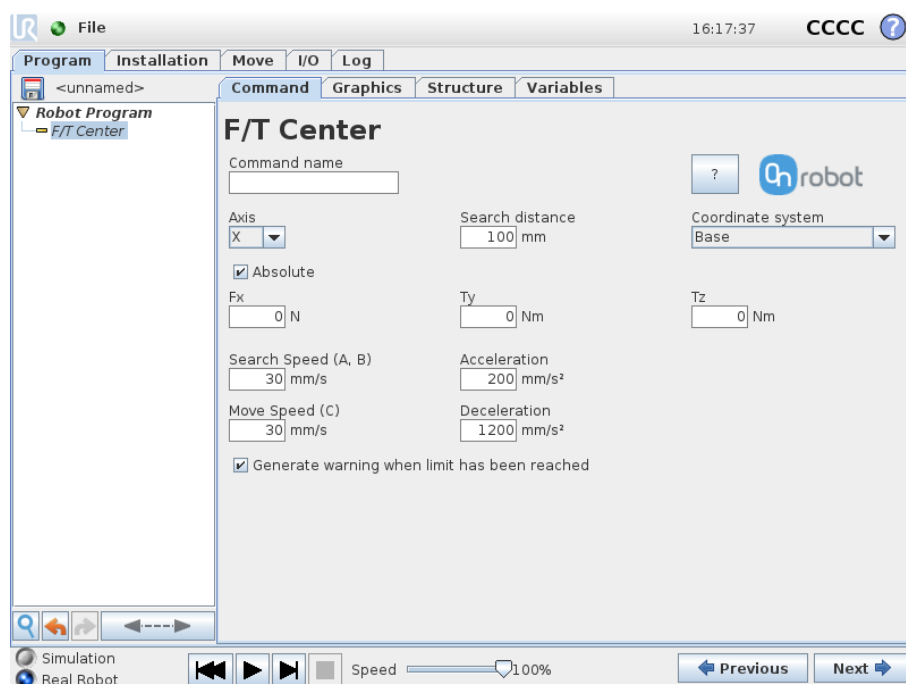 UR File 16:17:37 CCCC ?
Program Installation Move I/O Log
<unnamed> Command Graphics Structure Variables
Robot Program
F/T Center
F/T Center
Command name
? On robot
Axis Search distance Coordinate system
X 100 mm Base
Absolute
Fx Ty Tz
0 N 0 Nm 0 Nm
Search Speed (A, B) Acceleration
30 mm/s 200 mm/s²
Move Speed (C) Deceleration
30 mm/s 1200 mm/s²
Generate warning when limit has been reached
Simulation
Real Robot
Speed 100% Previous Next